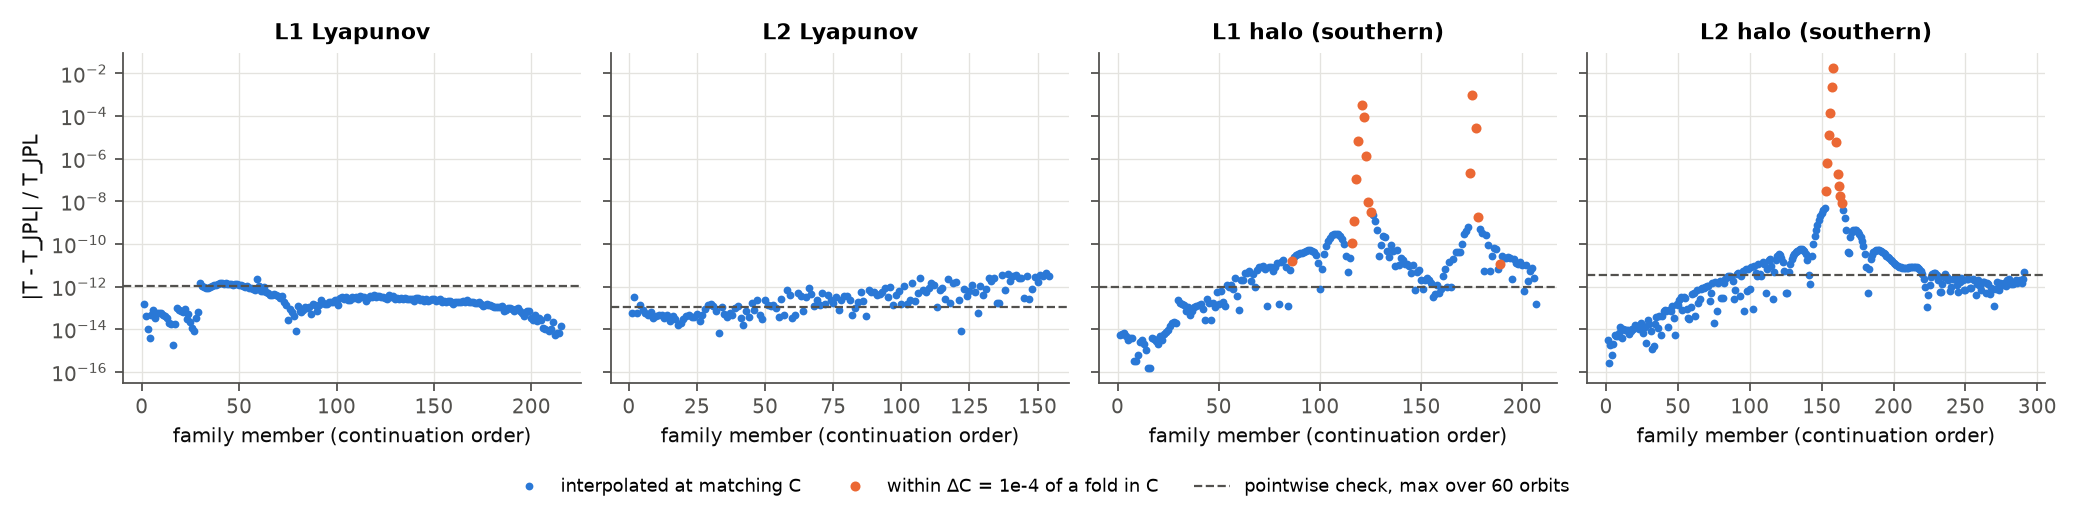 L1 Lyapunov
L2 Lyapunov
L1 halo (southern)
L2 halo (southern)
|T - T_JPL| / T_JPL
10⁻²
10⁻⁴
10⁻⁶
10⁻⁸
10⁻¹⁰
10⁻¹²
10⁻¹⁴
10⁻¹⁶
0 50 100 150 200
0 25 50 75 100 125 150
0 50 100 150 200
0 50 100 150 200 250 300
family member (continuation order)
family member (continuation order)
family member (continuation order)
family member (continuation order)
interpolated at matching C
within ΔC = 1e-4 of a fold in C
pointwise check, max over 60 orbits